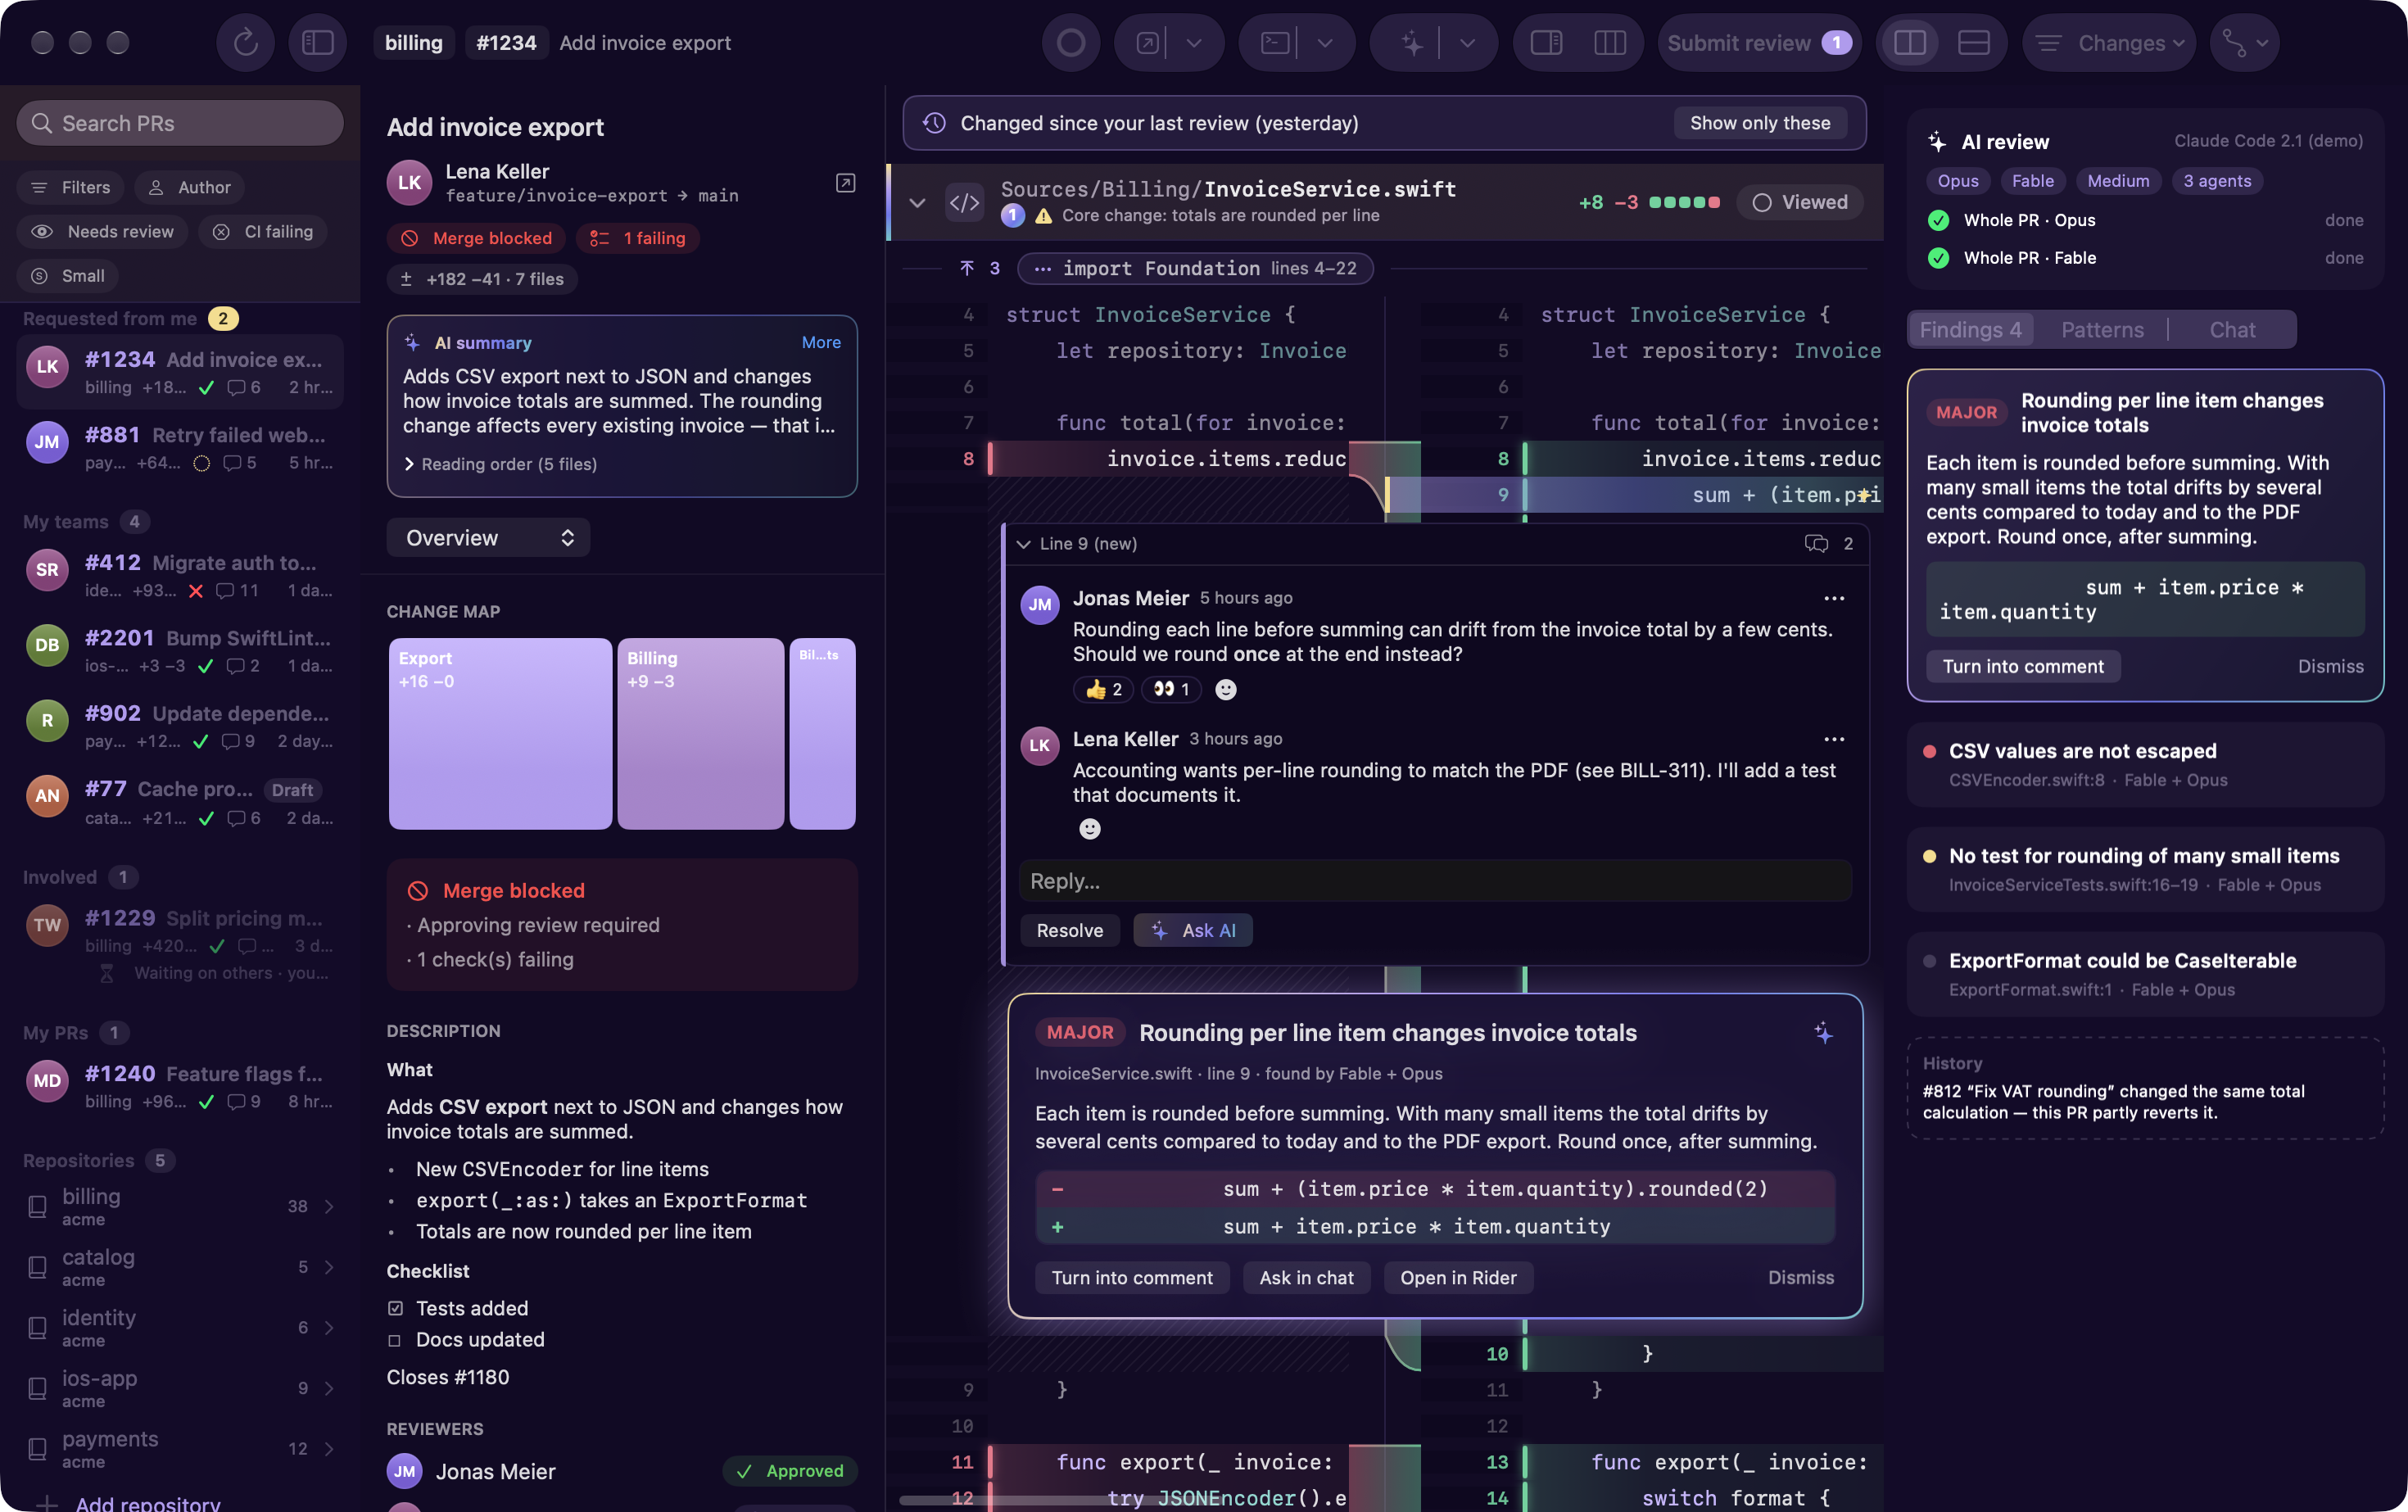 billing #1234 Add invoice export
Submit review 1
Changes
Search PRs
Filters
Author
Needs review
CI failing
Small
Requested from me 2
LK #1234 Add invoice ex...
billing +18... 6 2 hr...
JM #881 Retry failed web...
pay... +64... 5 5 hr...
My teams 4
SR #412 Migrate auth to...
ide... +93... 11 1 da...
DB #2201 Bump SwiftLint...
ios-... +3 −3 2 1 da...
R #902 Update depende...
pay... +12... 9 2 day...
AN #77 Cache pro... Draft
cata... +21... 6 2 da...
Involved 1
TW #1229 Split pricing m...
billing +420... ... 3 d...
Waiting on others · you...
My PRs 1
MD #1240 Feature flags f...
billing +96... 9 8 hr...
Repositories 5
billing
acme
38
catalog
acme
5
identity
acme
6
ios-app
acme
9
payments
acme
12
Add repository
Add invoice export
LK Lena Keller
feature/invoice-export → main
Merge blocked
1 failing
± +182 −41 · 7 files
AI summary More
Adds CSV export next to JSON and changes
how invoice totals are summed. The rounding
change affects every existing invoice — that i...
Reading order (5 files)
Overview
CHANGE MAP
Export
+16 −0
Billing
+9 −3
Bil...ts
Merge blocked
· Approving review required
· 1 check(s) failing
DESCRIPTION
What
Adds CSV export next to JSON and changes how
invoice totals are summed.
• New CSVEncoder for line items
• export(_:as:) takes an ExportFormat
• Totals are now rounded per line item
Checklist
Tests added
Docs updated
Closes #1180
REVIEWERS
JM Jonas Meier Approved
Changed since your last review (yesterday) Show only these
Sources/Billing/InvoiceService.swift
1 Core change: totals are rounded per line
+8 −3
Viewed
3 ··· import Foundation lines 4–22
4 struct InvoiceService {
5 let repository: Invoice
6
7 func total(for invoice:
8 invoice.items.reduc
4 struct InvoiceService {
5 let repository: Invoice
6
7 func total(for invoice:
8 invoice.items.reduc
9 sum + (item.pri
Line 9 (new) 2
JM Jonas Meier 5 hours ago ···
Rounding each line before summing can drift from the invoice total by a few cents.
Should we round once at the end instead?
👍 2 👀 1
LK Lena Keller 3 hours ago ···
Accounting wants per-line rounding to match the PDF (see BILL-311). I'll add a test
that documents it.
Reply...
Resolve
Ask AI
MAJOR Rounding per line item changes invoice totals
InvoiceService.swift · line 9 · found by Fable + Opus
Each item is rounded before summing. With many small items the total drifts by
several cents compared to today and to the PDF export. Round once, after summing.
− sum + (item.price * item.quantity).rounded(2)
+ sum + item.price * item.quantity
Turn into comment
Ask in chat
Open in Rider
Dismiss
9 }
10
11 func export(_ invoice:
12 try JSONEncoder().e
10 }
11 }
12
13 func export(_ invoice:
14 switch format {
AI review Claude Code 2.1 (demo)
Opus Fable Medium 3 agents
Whole PR · Opus done
Whole PR · Fable done
Findings 4 Patterns Chat
MAJOR Rounding per line item changes
invoice totals
Each item is rounded before summing. With
many small items the total drifts by several
cents compared to today and to the PDF
export. Round once, after summing.
sum + item.price *
item.quantity
Turn into comment Dismiss
CSV values are not escaped
CSVEncoder.swift:8 · Fable + Opus
No test for rounding of many small items
InvoiceServiceTests.swift:16–19 · Fable + Opus
ExportFormat could be CaseIterable
ExportFormat.swift:1 · Fable + Opus
History
#812 “Fix VAT rounding” changed the same total
calculation — this PR partly reverts it.